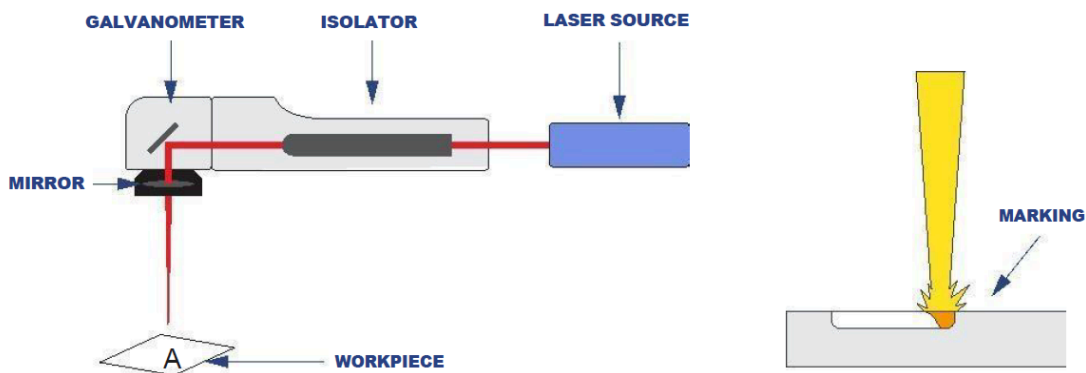 GALVANOMETER
ISOLATOR
LASER SOURCE
MIRROR
MARKING
A
WORKPIECE